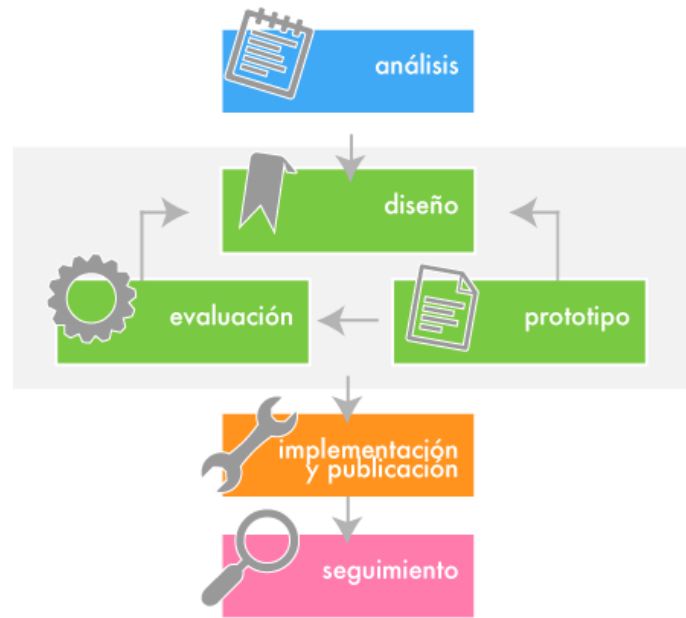 análisis
diseño
evaluación
prototipo
implementación
y publicación
seguimiento